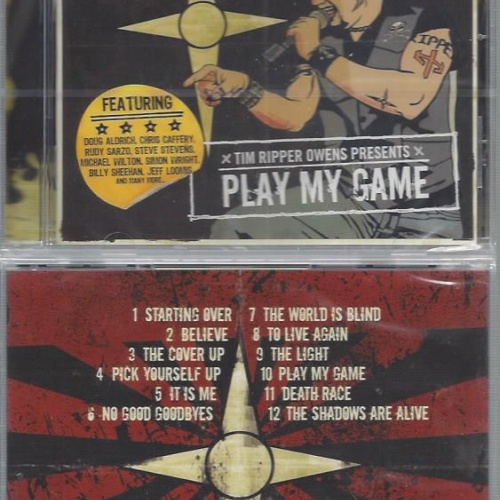 RIPPE
FEATURING
DOUG ALDRICH, CHRIS CAFFERY,
RUDY SARZO, STEVE STEVENS,
MICHAEL WILTON, SIMON WRIGHT,
BILLY SHEEHAN, JEFF LOOMIS,
AND MANY MORE...
TIM RIPPER OWENS PRESENTS
PLAY MY GAME
1 STARTING OVER
2 BELIEVE
3 THE COVER UP
4 PICK YOURSELF UP
5 IT IS ME
6 NO GOOD GOODBYES
7 THE WORLD IS BLIND
8 TO LIVE AGAIN
9 THE LIGHT
10 PLAY MY GAME
11 DEATH RACE
12 THE SHADOWS ARE ALIVE